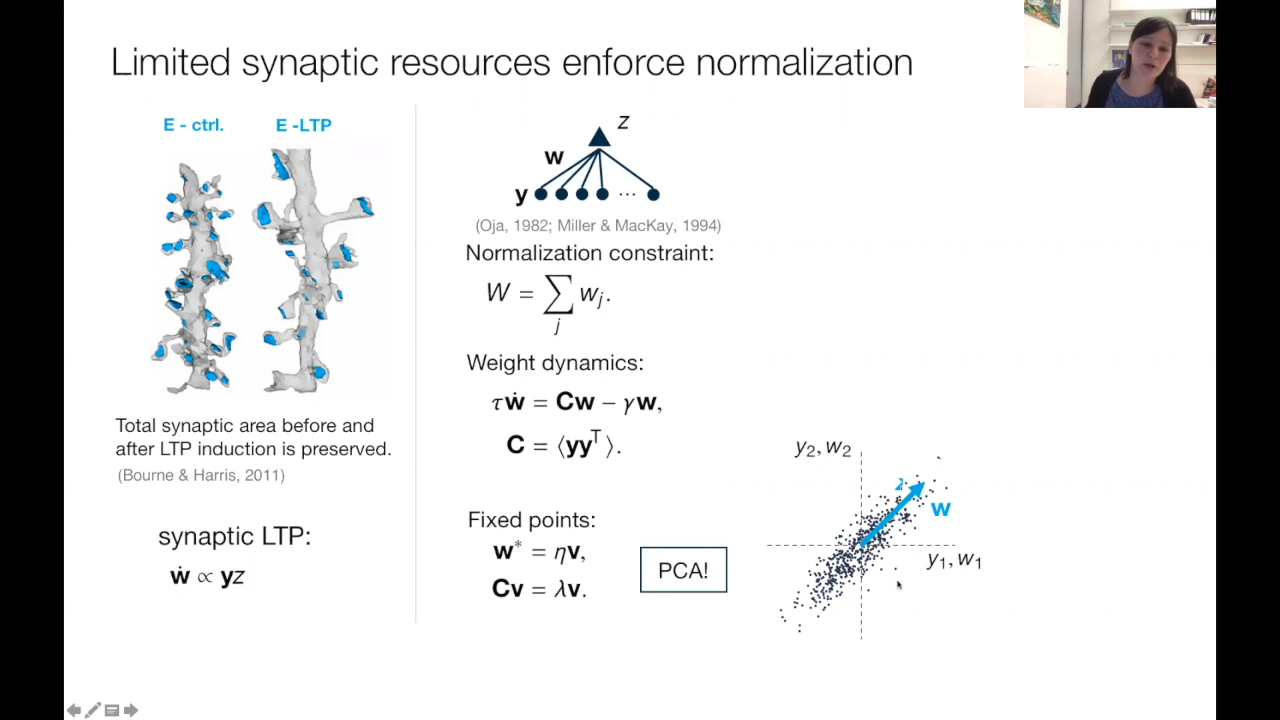 Limited synaptic resources enforce normalization
E - ctrl.
E -LTP
Total synaptic area before and
after LTP induction is preserved.
(Bourne & Harris, 2011)
synaptic LTP:
ẇ ∝ yz
z
w
y
...
(Oja, 1982; Miller & MacKay, 1994)
Normalization constraint:
W = ∑ wⱼ.
j
Weight dynamics:
τẇ = Cw − γw,
C = ⟨yyᵀ⟩.
Fixed points:
w* = ηv,
Cv = λv.
PCA!
y₂, w₂
w
y₁, w₁